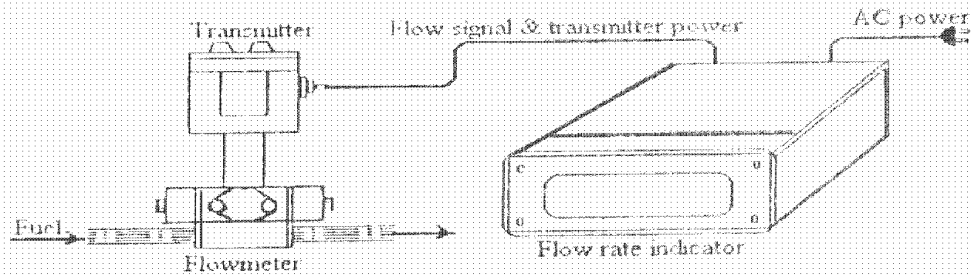 Transmitter
Flow signal & transmitter power
AC power
Fuel
Flowmeter
Flow rate indicator